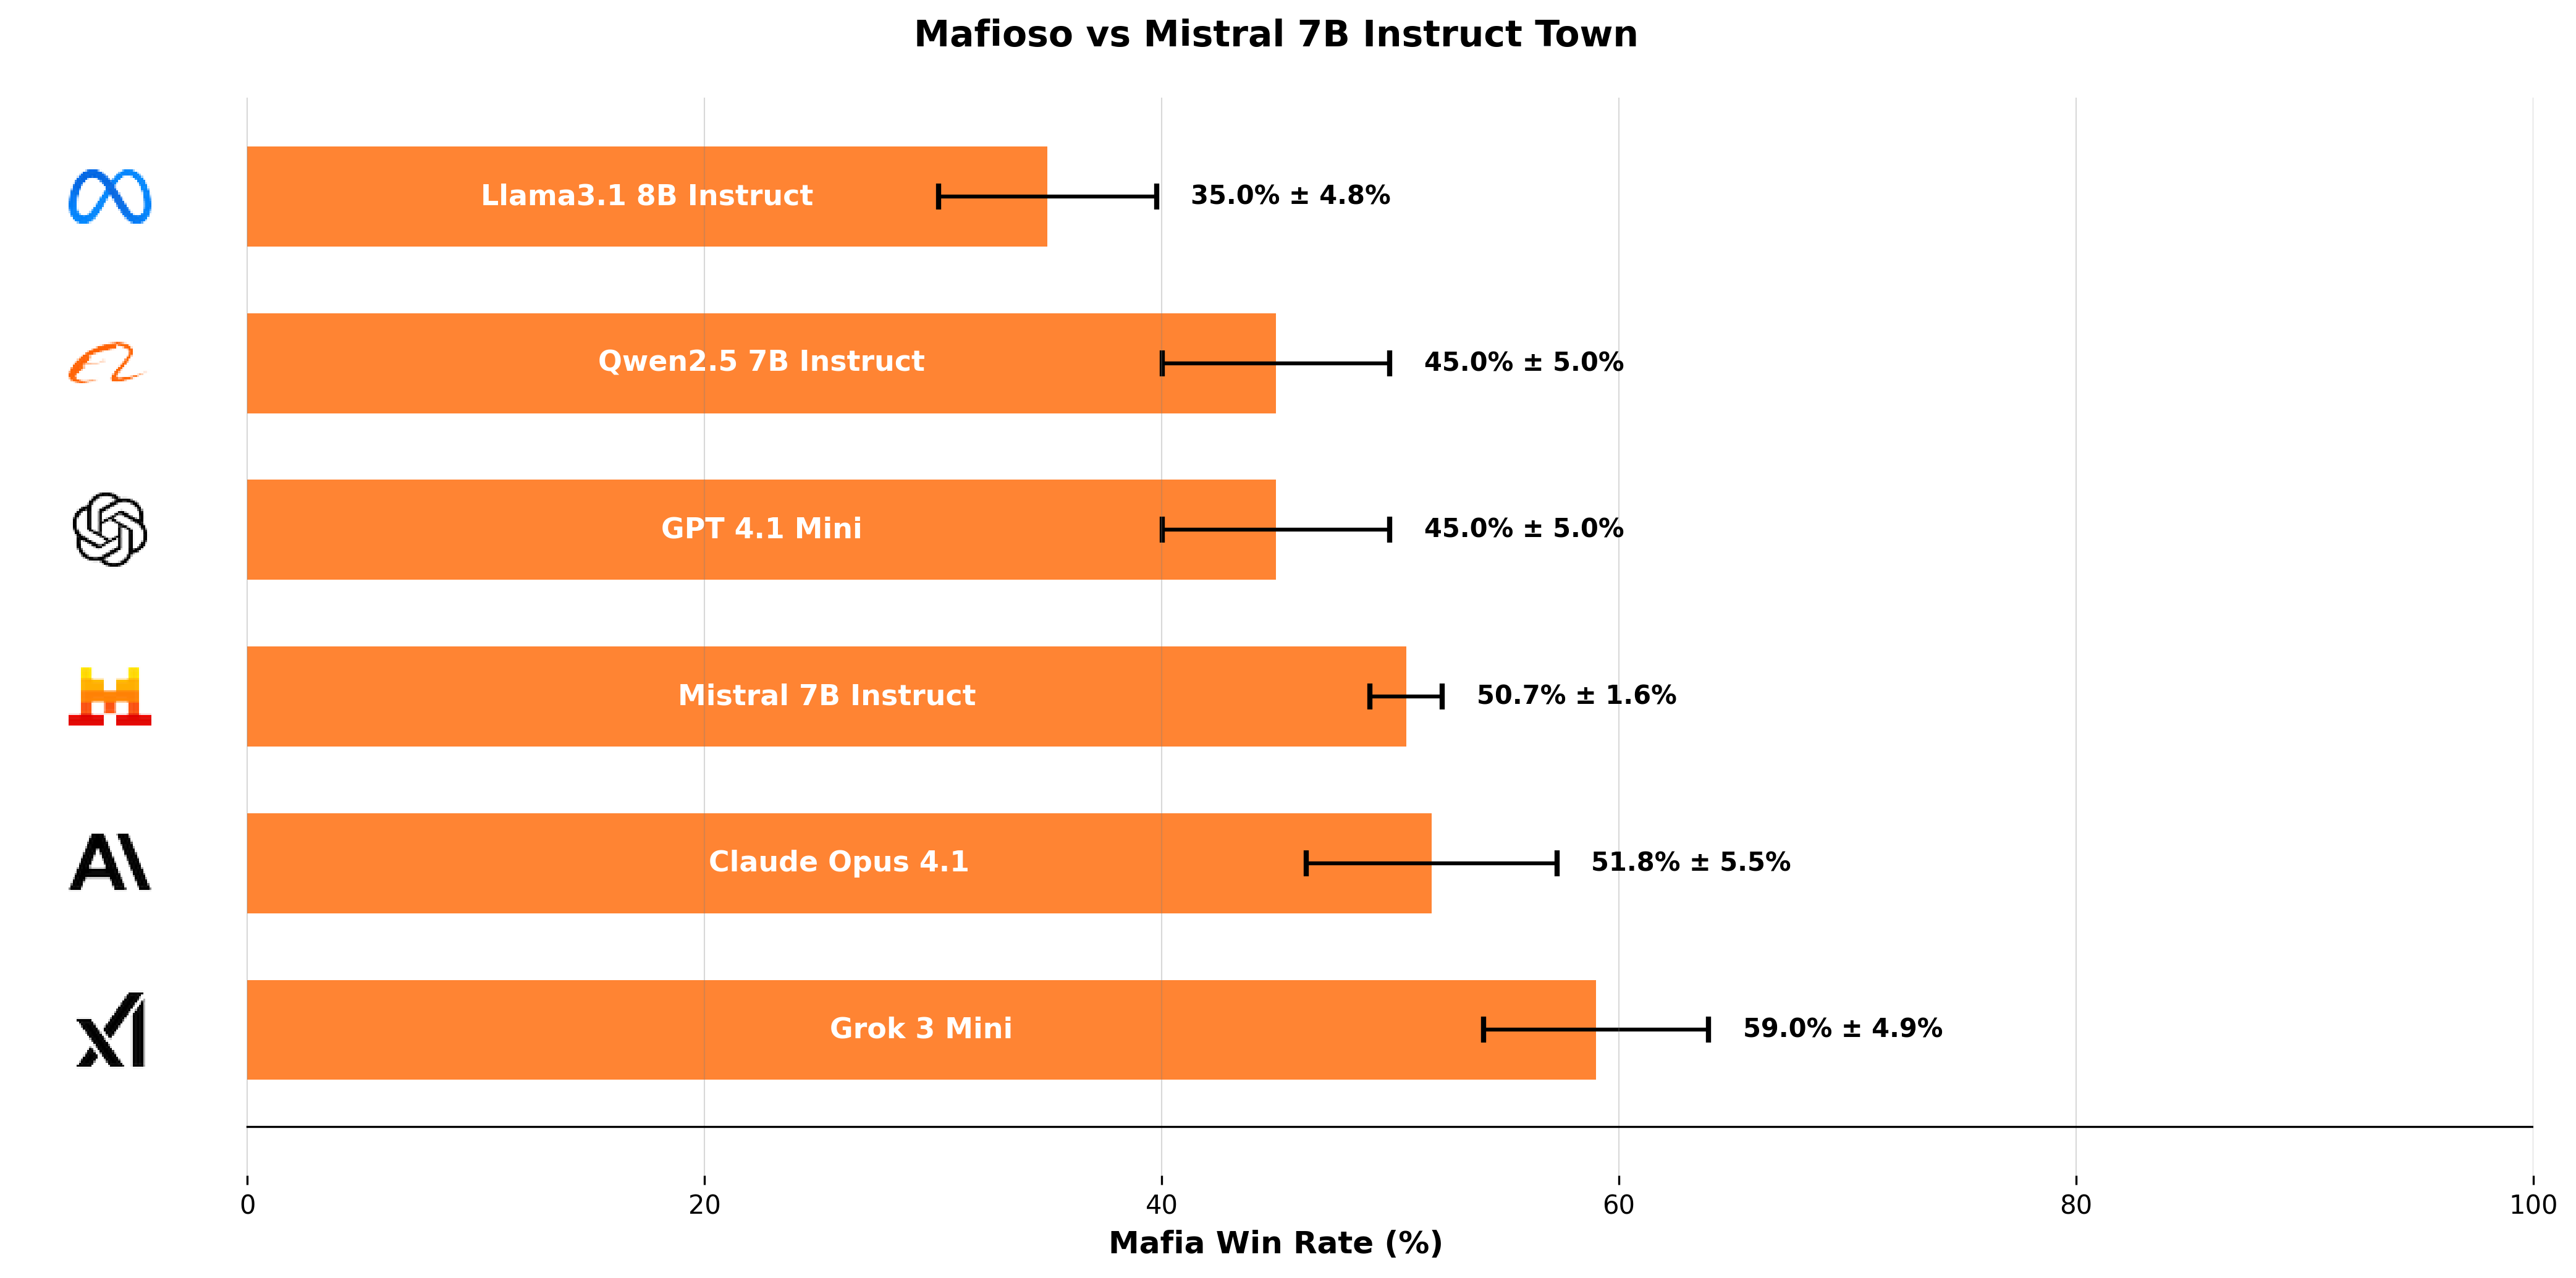 Mafioso vs Mistral 7B Instruct Town
Llama3.1 8B Instruct 35.0% ± 4.8%
Qwen2.5 7B Instruct 45.0% ± 5.0%
GPT 4.1 Mini 45.0% ± 5.0%
Mistral 7B Instruct 50.7% ± 1.6%
Claude Opus 4.1 51.8% ± 5.5%
Grok 3 Mini 59.0% ± 4.9%
0 20 40 60 80 100
Mafia Win Rate (%)